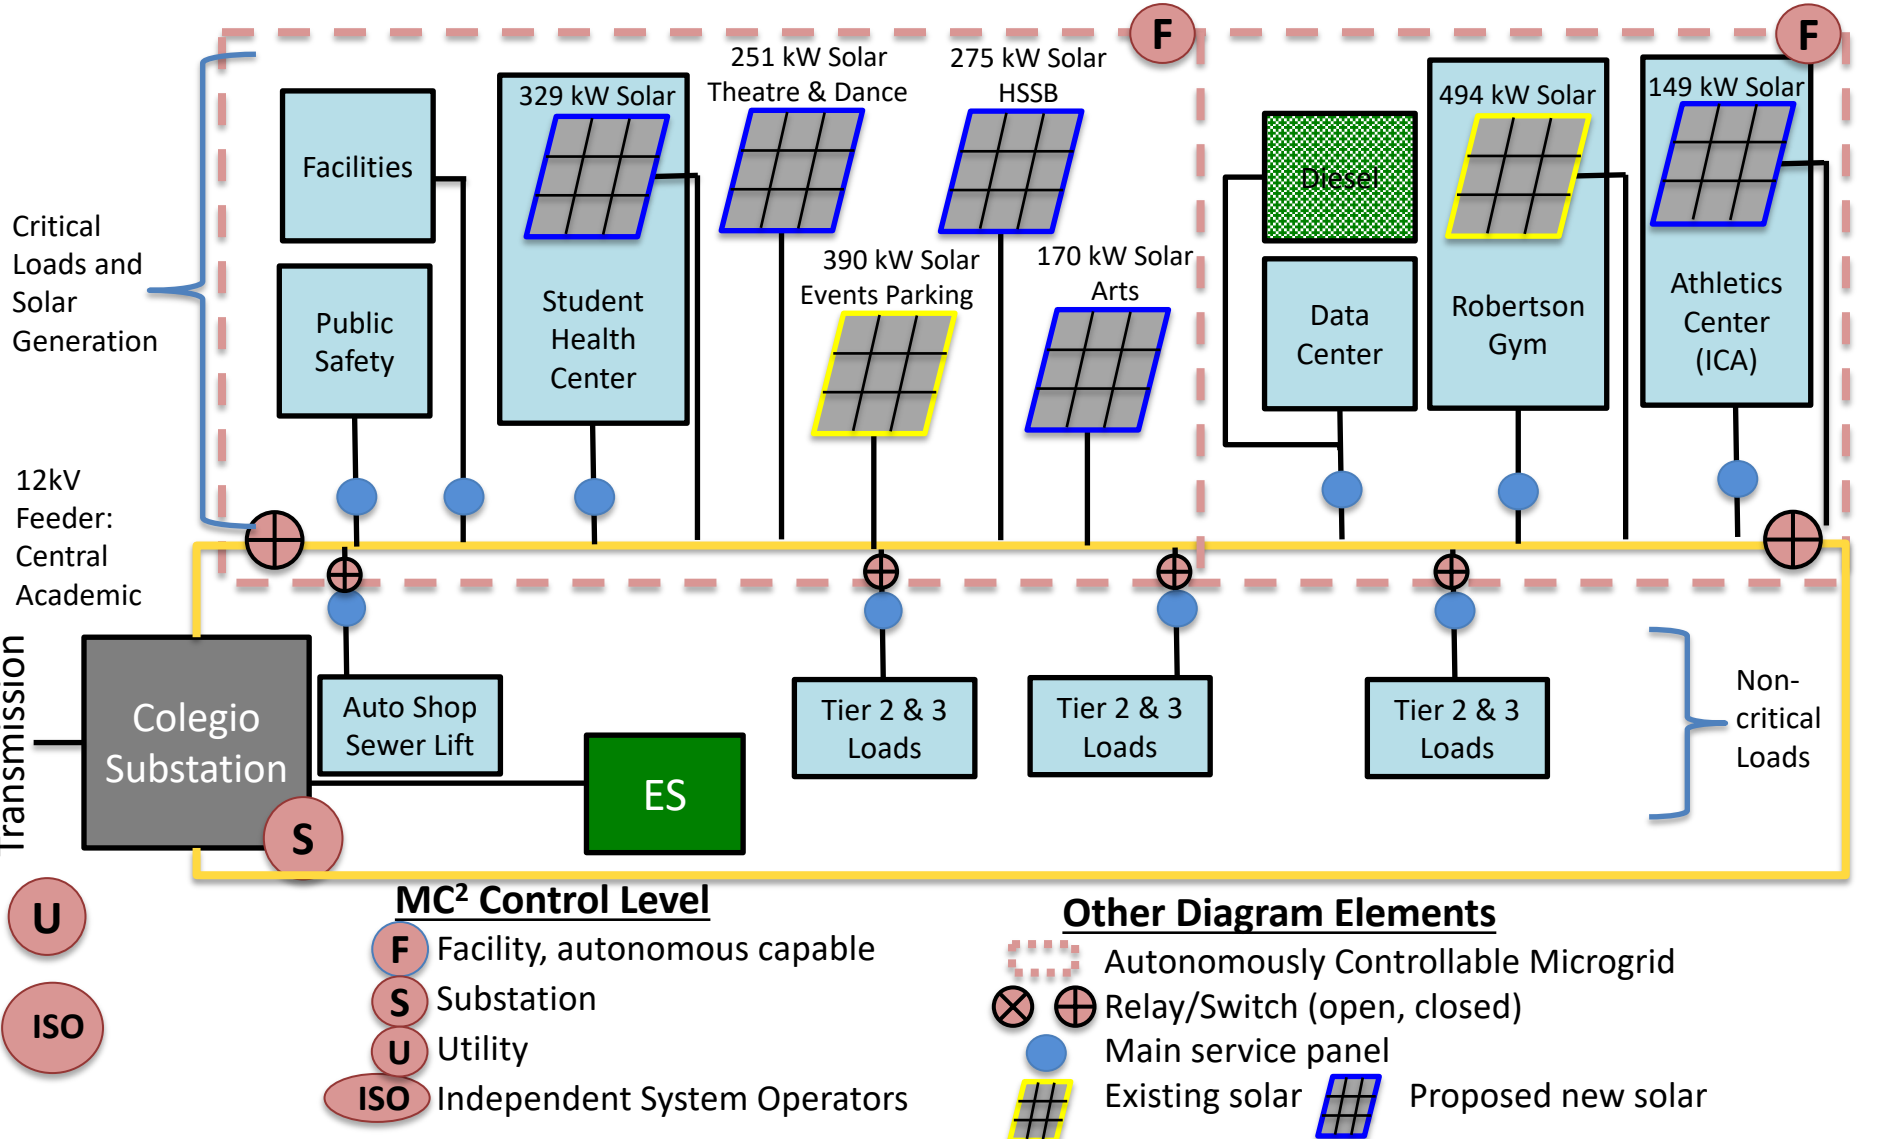 F
F
251 kW Solar
Theatre & Dance
275 kW Solar
HSSB
329 kW Solar
494 kW Solar
149 kW Solar
Facilities
Diesel
Critical
Loads and
Solar
Generation
390 kW Solar
Events Parking
170 kW Solar
Arts
Public
Safety
Student
Health
Center
Data
Center
Robertson
Gym
Athletics
Center
(ICA)
12kV
Feeder:
Central
Academic
Transmission
Colegio
Substation
S
Auto Shop
Sewer Lift
ES
Tier 2 & 3
Loads
Tier 2 & 3
Loads
Tier 2 & 3
Loads
Non-
critical
Loads
U
ISO
MC² Control Level
F Facility, autonomous capable
S Substation
U Utility
ISO Independent System Operators
Other Diagram Elements
Autonomously Controllable Microgrid
Relay/Switch (open, closed)
Main service panel
Existing solar
Proposed new solar